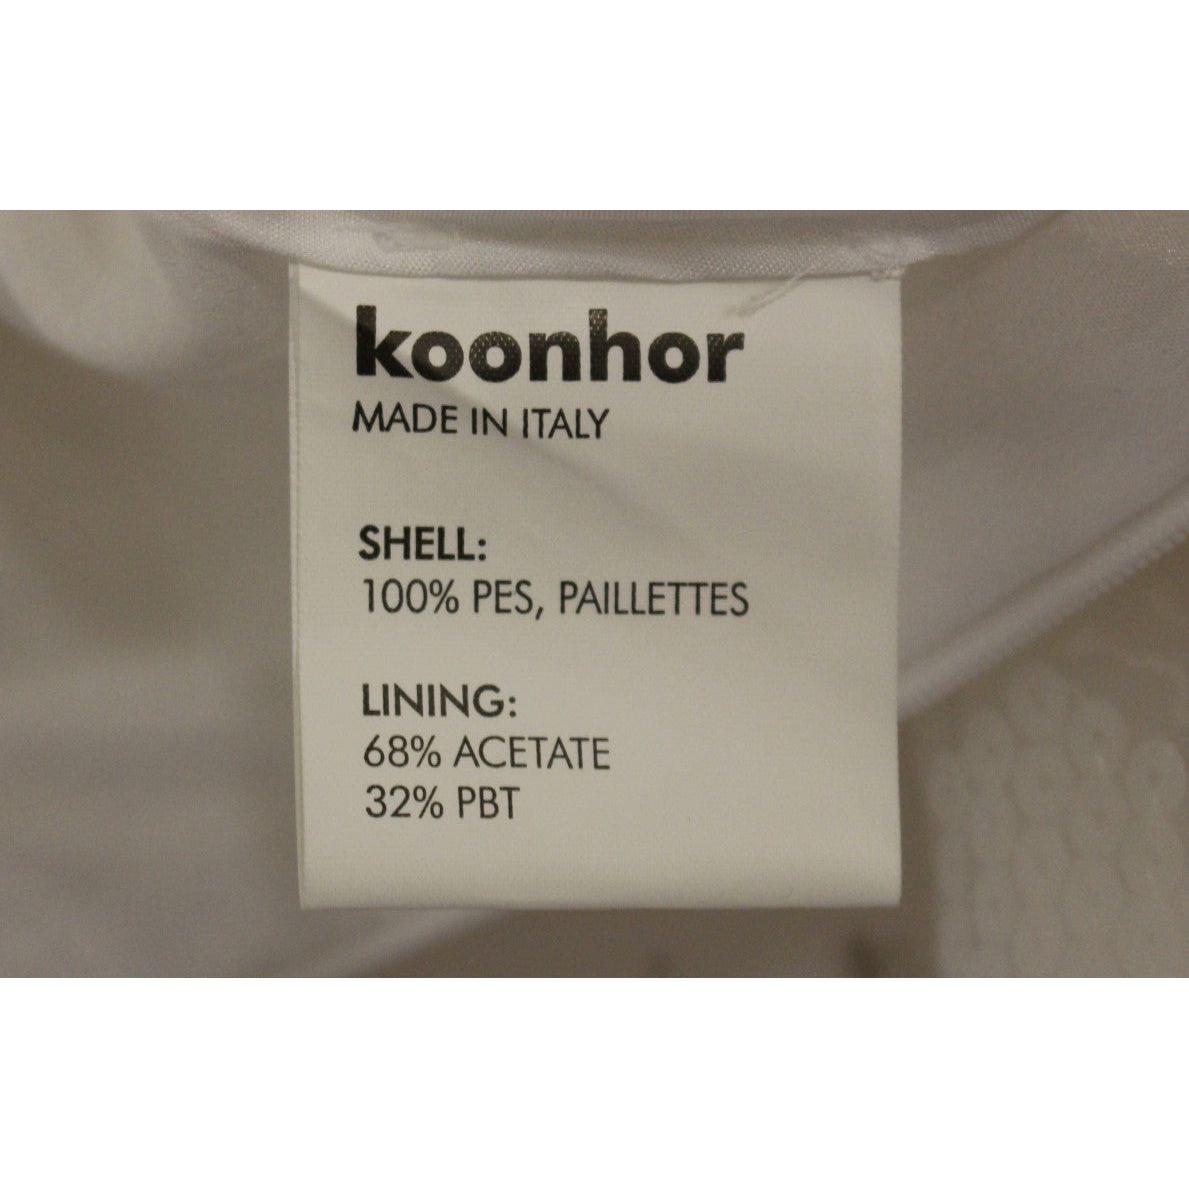 koonhor
MADE IN ITALY
SHELL:
100% PES, PAILLETTES
LINING:
68% ACETATE
32% PBT